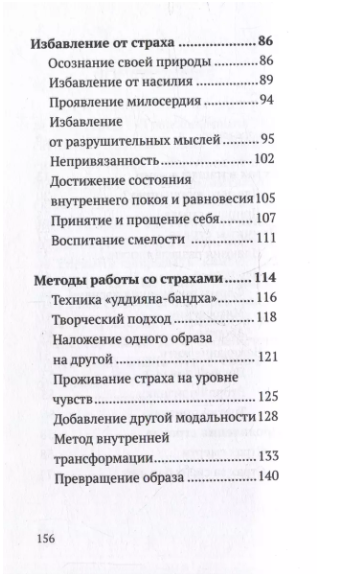 Избавление от страха ....................86
Осознание своей природы ...........86
Избавление от насилия ................89
Проявление милосердия ..............94
Избавление
от разрушительных мыслей ..........95
Непривязанность ........................102
Достижение состояния
внутреннего покоя и равновесия 105
Принятие и прощение себя .........107
Воспитание смелости .................111
Методы работы со страхами .......114
Техника «уддияна-бандха» .........116
Творческий подход ....................118
Наложение одного образа
на другой ...................................121
Проживание страха на уровне
чувств .........................................125
Добавление другой модальности 128
Метод внутренней
трансформации ..........................133
Превращение образа ..................140
156